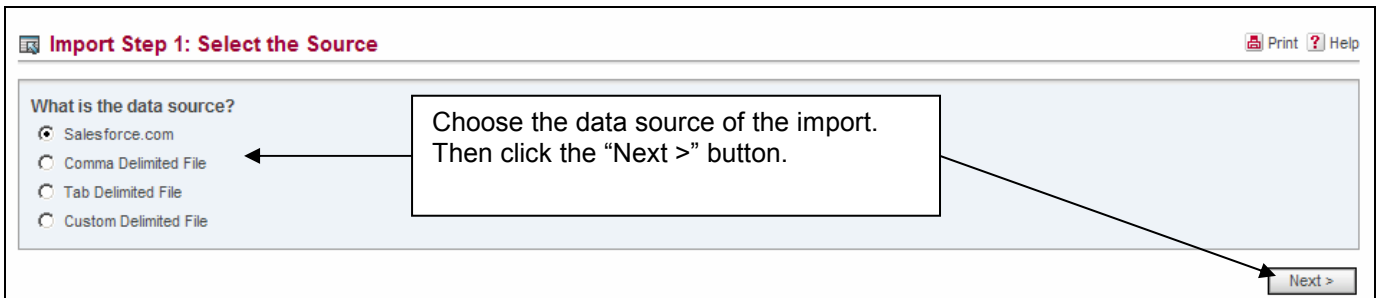 Import Step 1: Select the Source
Print ? Help
What is the data source?
Salesforce.com
Comma Delimited File
Tab Delimited File
Custom Delimited File
Choose the data source of the import.
Then click the “Next >” button.
Next >